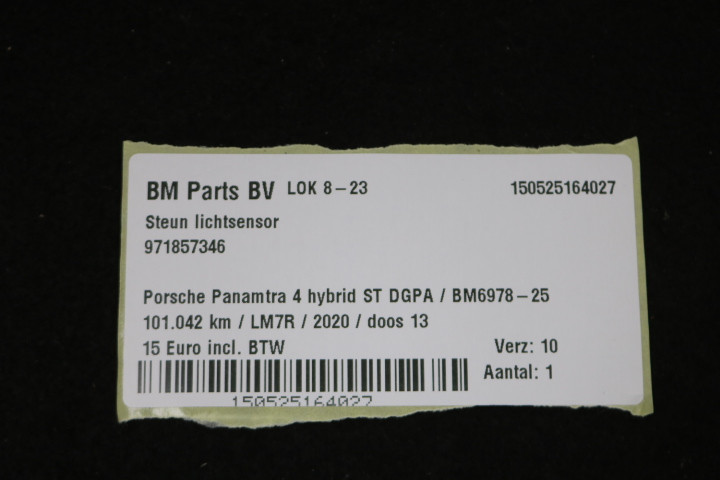 BM Parts BV LOK 8-23 150525164027
Steun lichtsensor
971857346
Porsche Panamtra 4 hybrid ST DGPA / BM6978-25
101.042 km / LM7R / 2020 / doos 13
15 Euro incl. BTW Verz: 10
Aantal: 1
150525164027